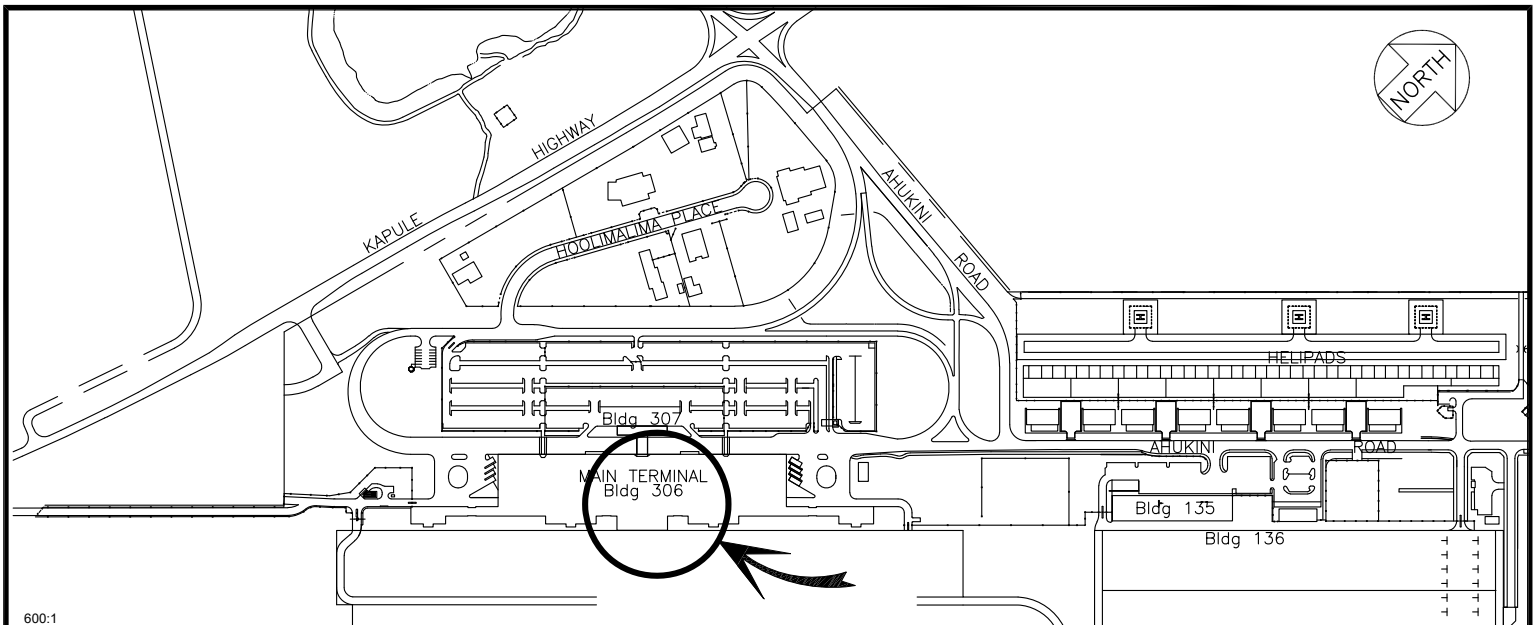 NORTH
HIGHWAY
KAPULE
AHUKINI
ROAD
HOOLIMALIMA PLACE
H
H
H
HELIPADS
Bldg 307
AHUKINI ROAD
MAIN TERMINAL
Bldg 306
Bldg 135
Bldg 136
600:1